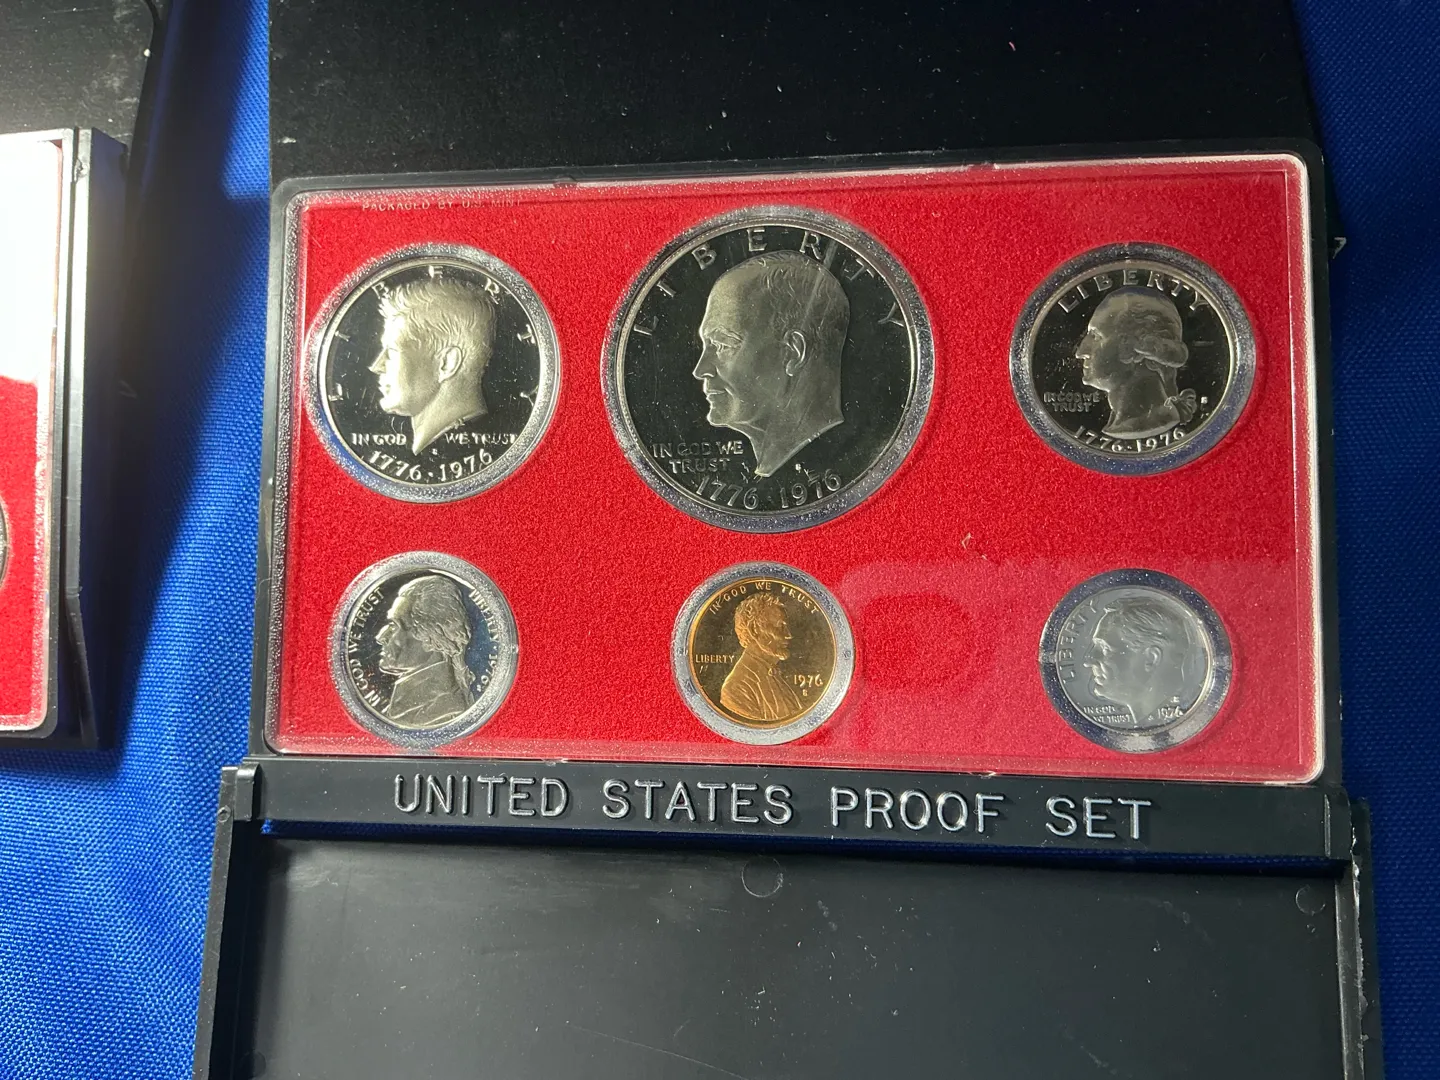 PACKAGED BY U.S. MINT
LIBERTY
IN GOD WE TRUST
S
1776·1976
LIBERTY
IN GOD WE
TRUST
S
1776·1976
LIBERTY
IN GOD WE
TRUST
S
1776·1976
IN GOD WE TRUST
LIBERTY·1976
S
IN GOD WE TRUST
LIBERTY
1976
S
LIBERTY
IN GOD
WE TRUST
1976
UNITED STATES PROOF SET